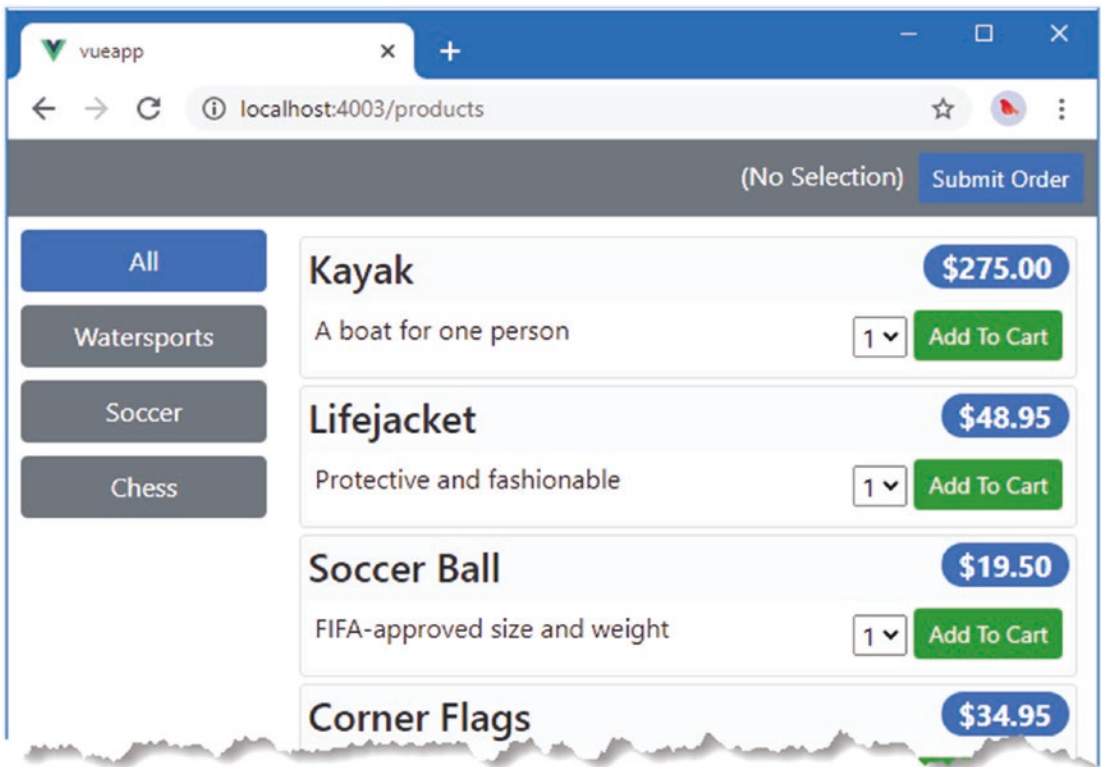 vueapp
localhost:4003/products
(No Selection) Submit Order
All
Watersports
Soccer
Chess
Kayak $275.00
A boat for one person 1 Add To Cart
Lifejacket $48.95
Protective and fashionable 1 Add To Cart
Soccer Ball $19.50
FIFA-approved size and weight 1 Add To Cart
Corner Flags $34.95